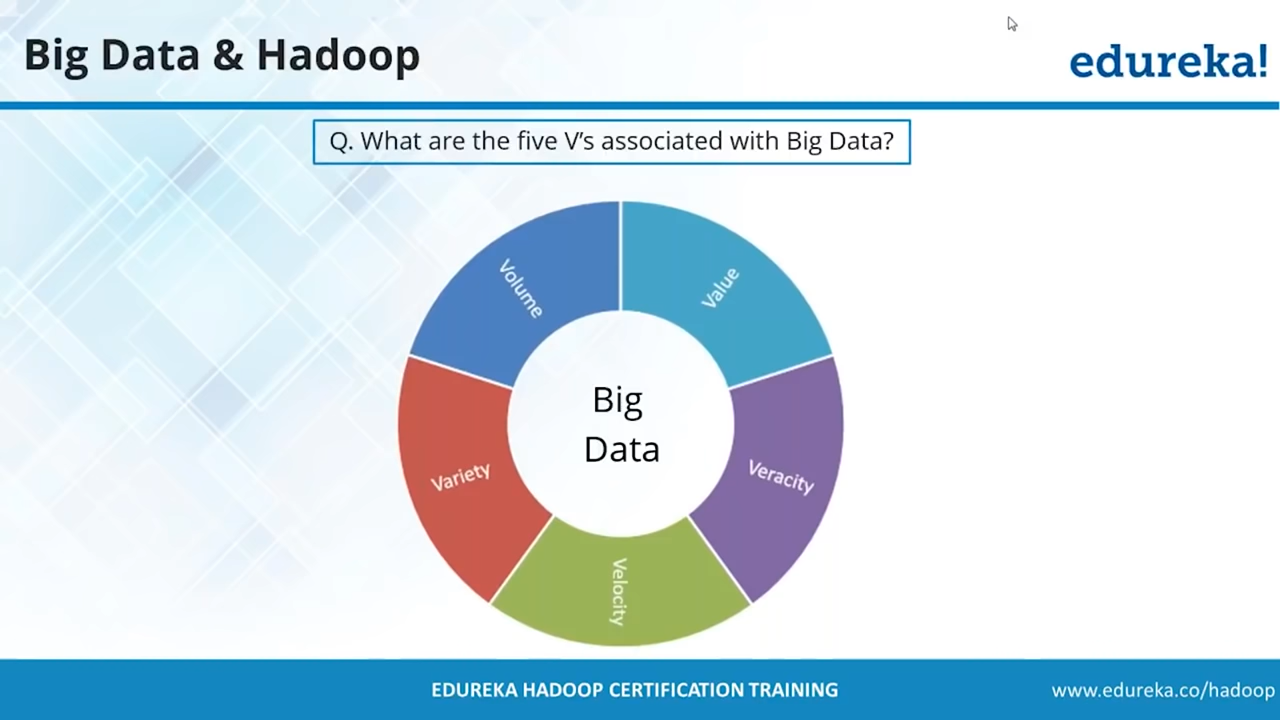 Big Data & Hadoop
edureka!
Q. What are the five V’s associated with Big Data?
Volume
Value
Variety
Big
Data
Veracity
Velocity
EDUREKA HADOOP CERTIFICATION TRAINING
www.edureka.co/hadoop